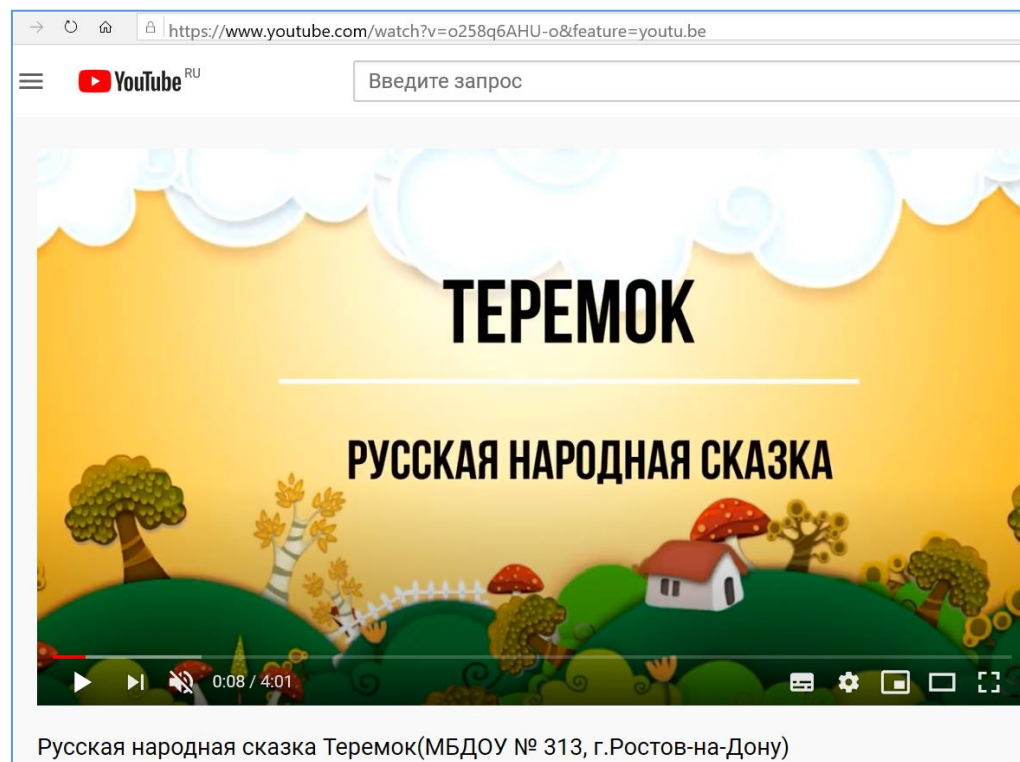 https://www.youtube.com/watch?v=o258q6AHU-o&feature=youtu.be
YouTube RU
Введите запрос
ТЕРЕМОК
РУССКАЯ НАРОДНАЯ СКАЗКА
0:08 / 4:01
Русская народная сказка Теремок(МБДОУ № 313, г.Ростов-на-Дону)